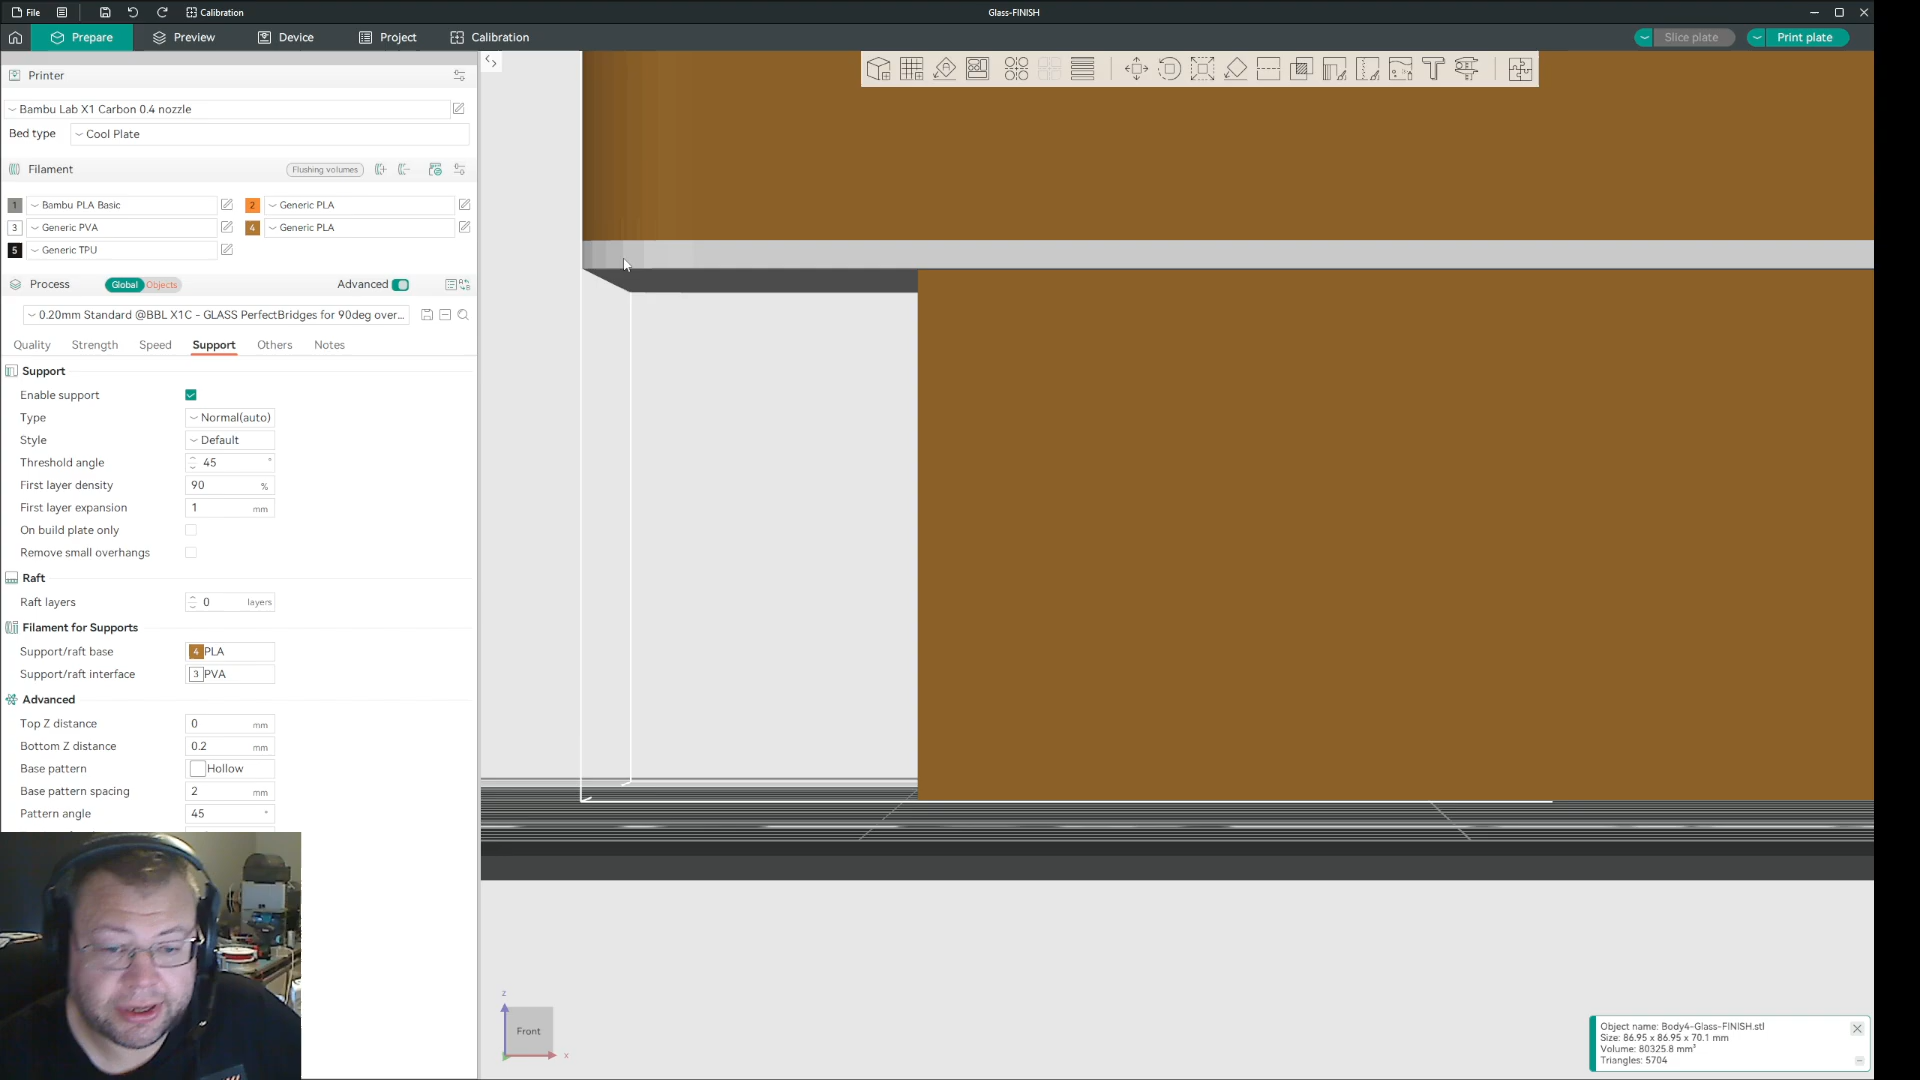 File
Calibration
Glass-FINISH
Prepare
Preview
Device
Project
Calibration
Slice plate
Print plate
Printer
Bambu Lab X1 Carbon 0.4 nozzle
Bed type
Cool Plate
Filament
Flushing volumes
1 Bambu PLA Basic
2 Generic PLA
3 Generic PVA
4 Generic PLA
5 Generic TPU
Process
Global Objects
Advanced
0.20mm Standard @BBL X1C - GLASS PerfectBridges for 90deg over...
Quality
Strength
Speed
Support
Others
Notes
Support
Enable support
Type Normal(auto)
Style Default
Threshold angle 45 °
First layer density 90 %
First layer expansion 1 mm
On build plate only
Remove small overhangs
Raft
Raft layers 0 layers
Filament for Supports
Support/raft base 4 PLA
Support/raft interface 3 PVA
Advanced
Top Z distance 0 mm
Bottom Z distance 0.2 mm
Base pattern Hollow
Base pattern spacing 2 mm
Pattern angle 45 °
z
Front
x
Object name: Body4-Glass-FINISH.stl
Size: 86.95 x 86.95 x 70.1 mm
Volume: 80325.8 mm³
Triangles: 5704